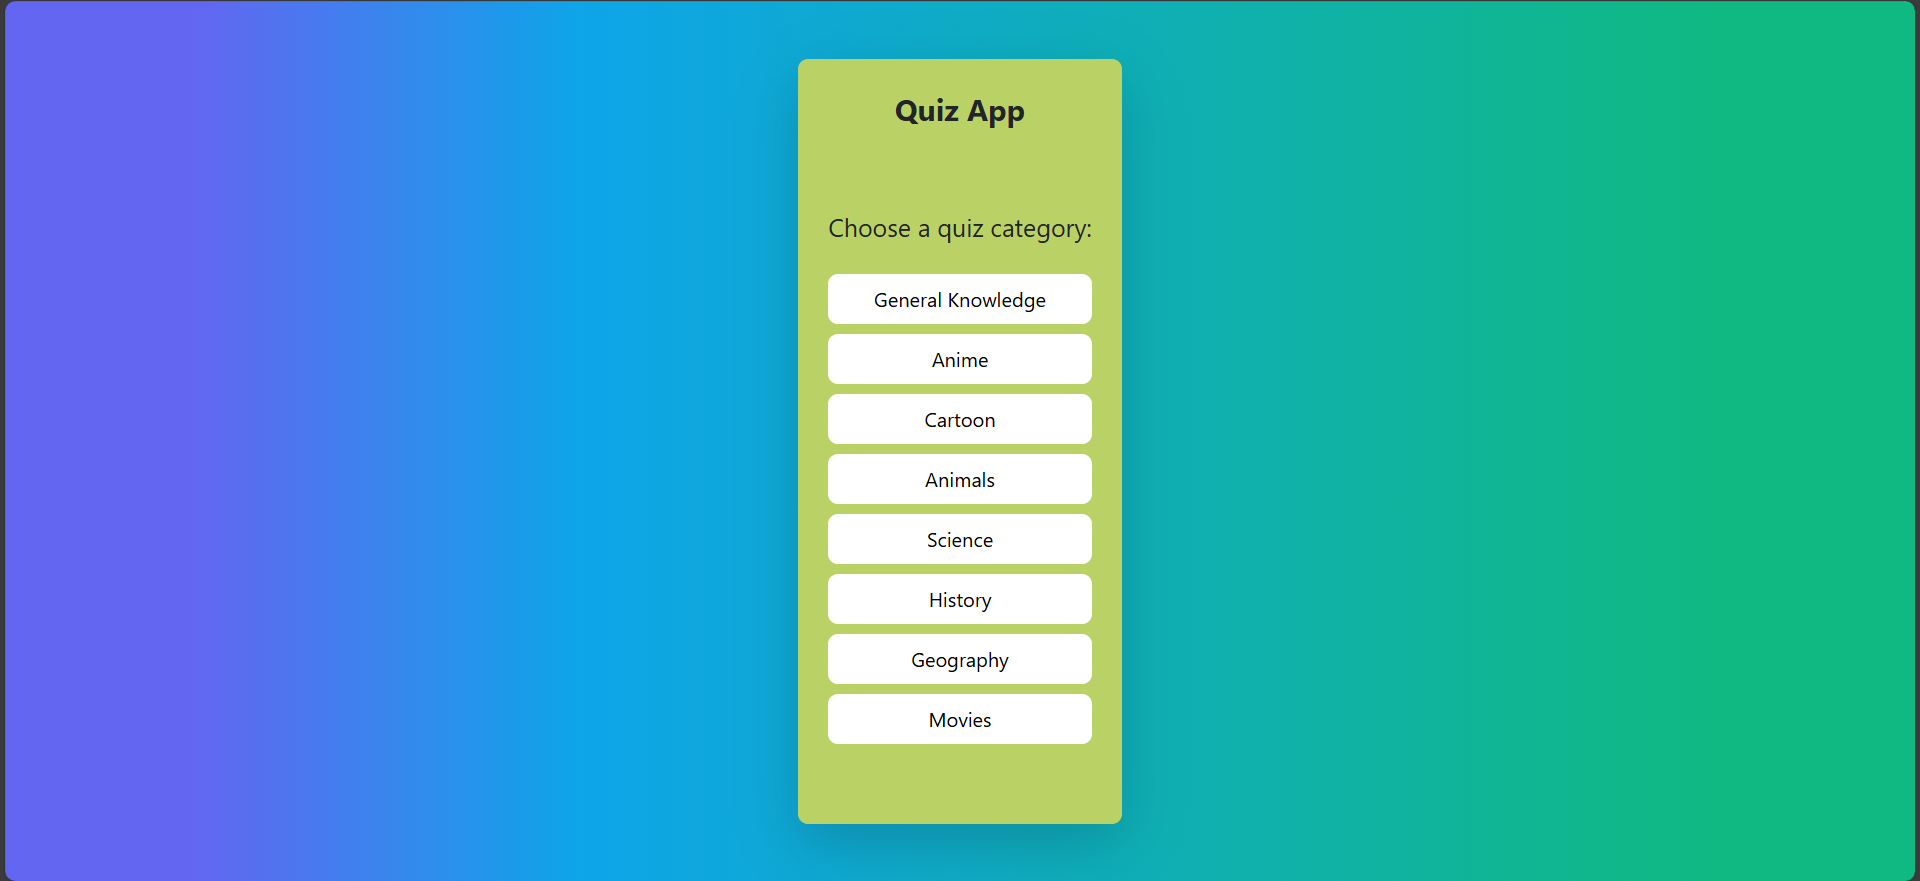 Quiz App
Choose a quiz category:
General Knowledge
Anime
Cartoon
Animals
Science
History
Geography
Movies